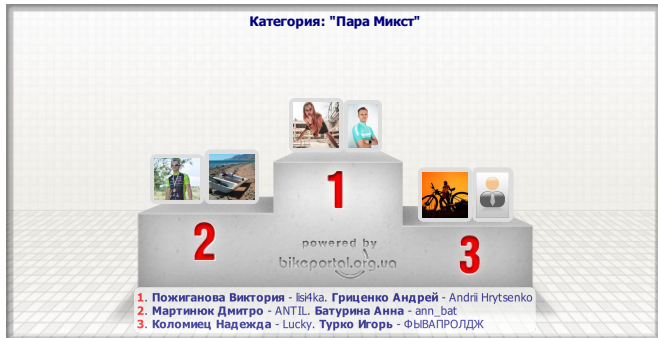 Категория: "Пара Микст"
1
2
3
powered by
bikeportal.org.ua
1. Пожиганова Виктория - lisi4ka. Гриценко Андрей - Andrii Hrytsenko
2. Мартинюк Дмитро - ANTIL. Батурина Анна - ann_bat
3. Коломиец Надежда - Lucky. Турко Игорь - ФЫВАПРОЛДЖ